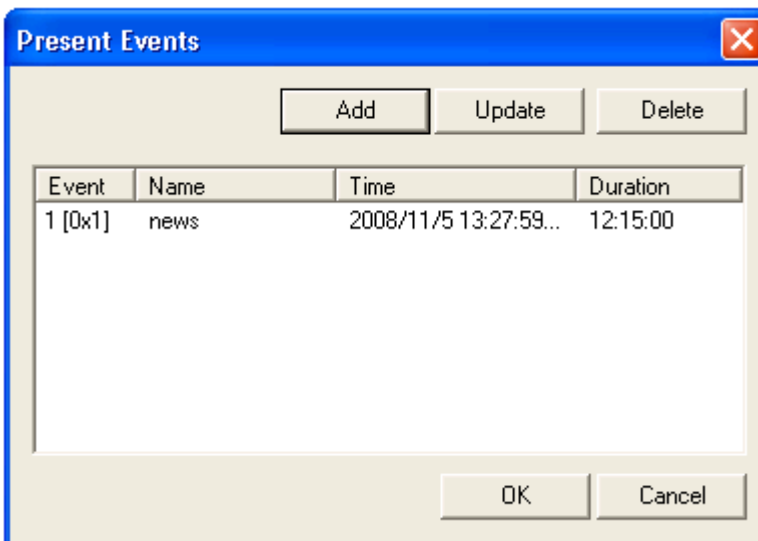 Present Events
Add Update Delete
Event Name Time Duration
1 [0x1] news 2008/11/5 13:27:59... 12:15:00
OK Cancel